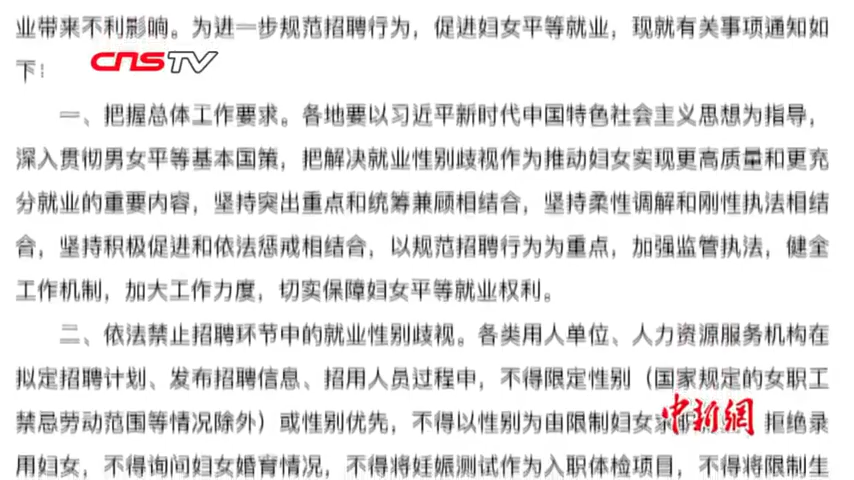 业带来不利影响。为进一步规范招聘行为，促进妇女平等就业，现就有关事项通知如
下：
CNSTV
一、把握总体工作要求。各地要以习近平新时代中国特色社会主义思想为指导，
深入贯彻男女平等基本国策，把解决就业性别歧视作为推动妇女实现更高质量和更充
分就业的重要内容，坚持突出重点和统筹兼顾相结合，坚持柔性调解和刚性执法相结
合，坚持积极促进和依法惩戒相结合，以规范招聘行为为重点，加强监管执法，健全
工作机制，加大工作力度，切实保障妇女平等就业权利。
二、依法禁止招聘环节中的就业性别歧视。各类用人单位、人力资源服务机构在
拟定招聘计划、发布招聘信息、招用人员过程中，不得限定性别（国家规定的女职工
禁忌劳动范围等情况除外）或性别优先，不得以性别为由限制妇女求 拒绝录
中新網
用妇女，不得询问妇女婚育情况，不得将妊娠测试作为入职体检项目，不得将限制生